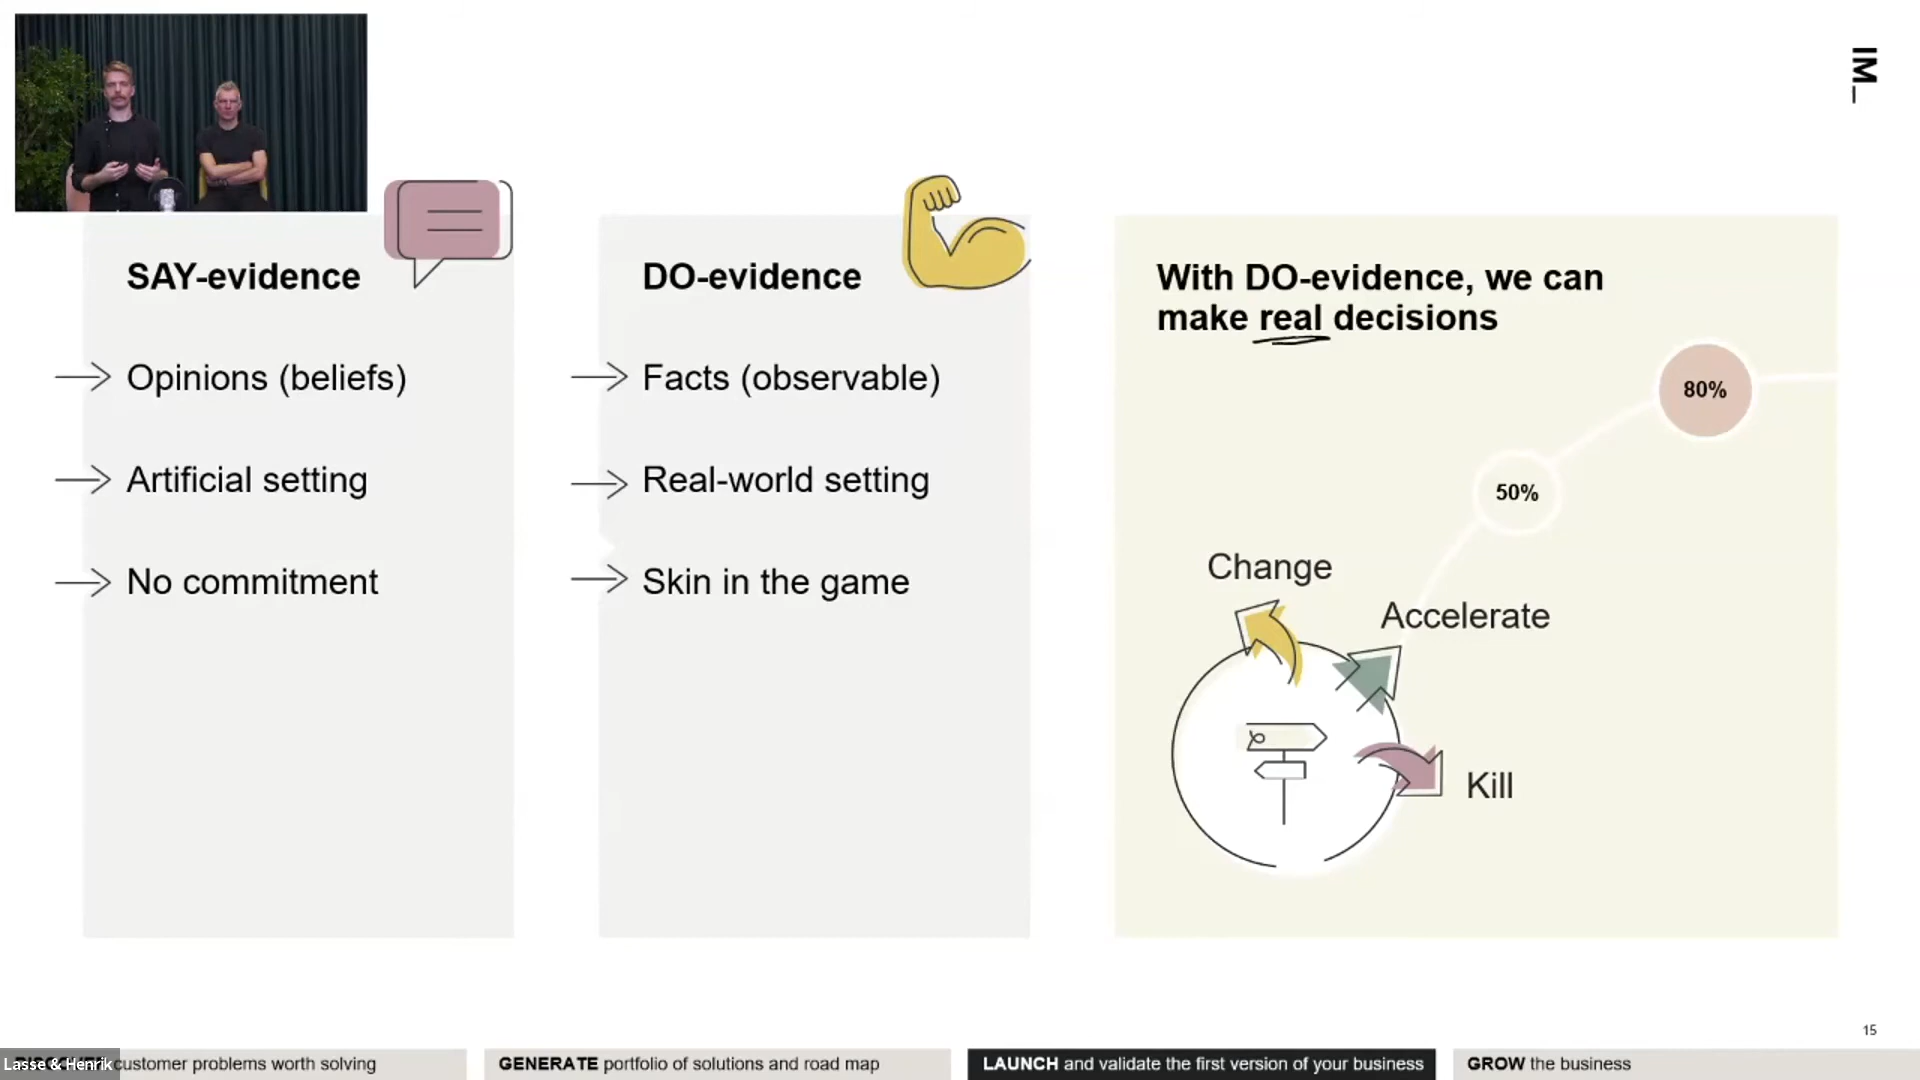 IM_
SAY-evidence
Opinions (beliefs)
Artificial setting
No commitment
DO-evidence
Facts (observable)
Real-world setting
Skin in the game
With DO-evidence, we can
make real decisions
80%
50%
Change
Accelerate
Kill
15
Lasse & Henrik
customer problems worth solving
GENERATE portfolio of solutions and road map
LAUNCH and validate the first version of your business
GROW the business